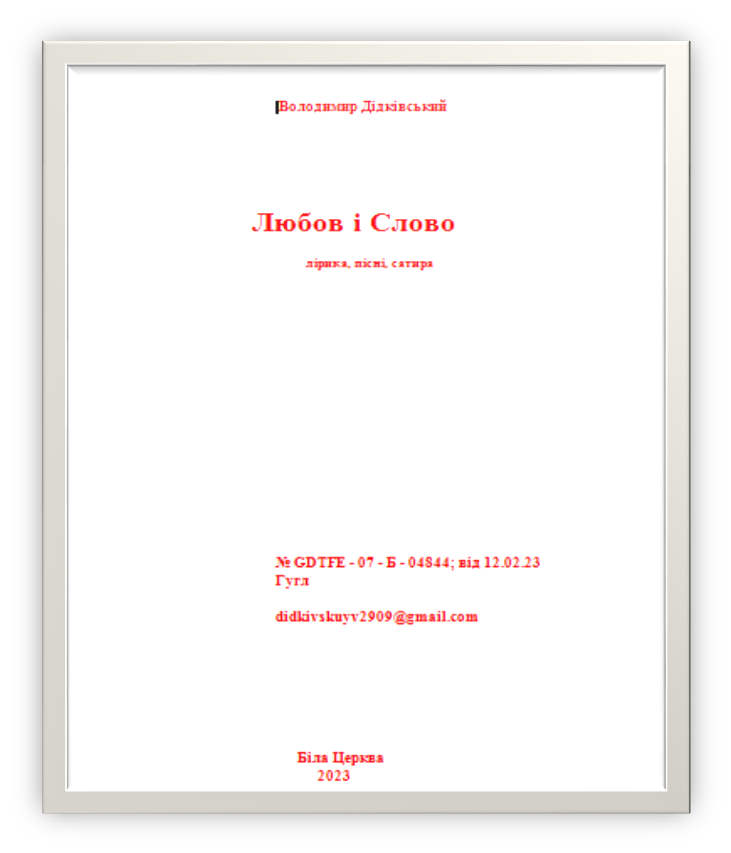 Володимир Дідківський
Любов і Слово
лірика, пісні, сатира
№ GDTFE - 07 - Б - 04844; від 12.02.23
Гугл
didkivskuyv2909@gmail.com
Біла Церква
2023